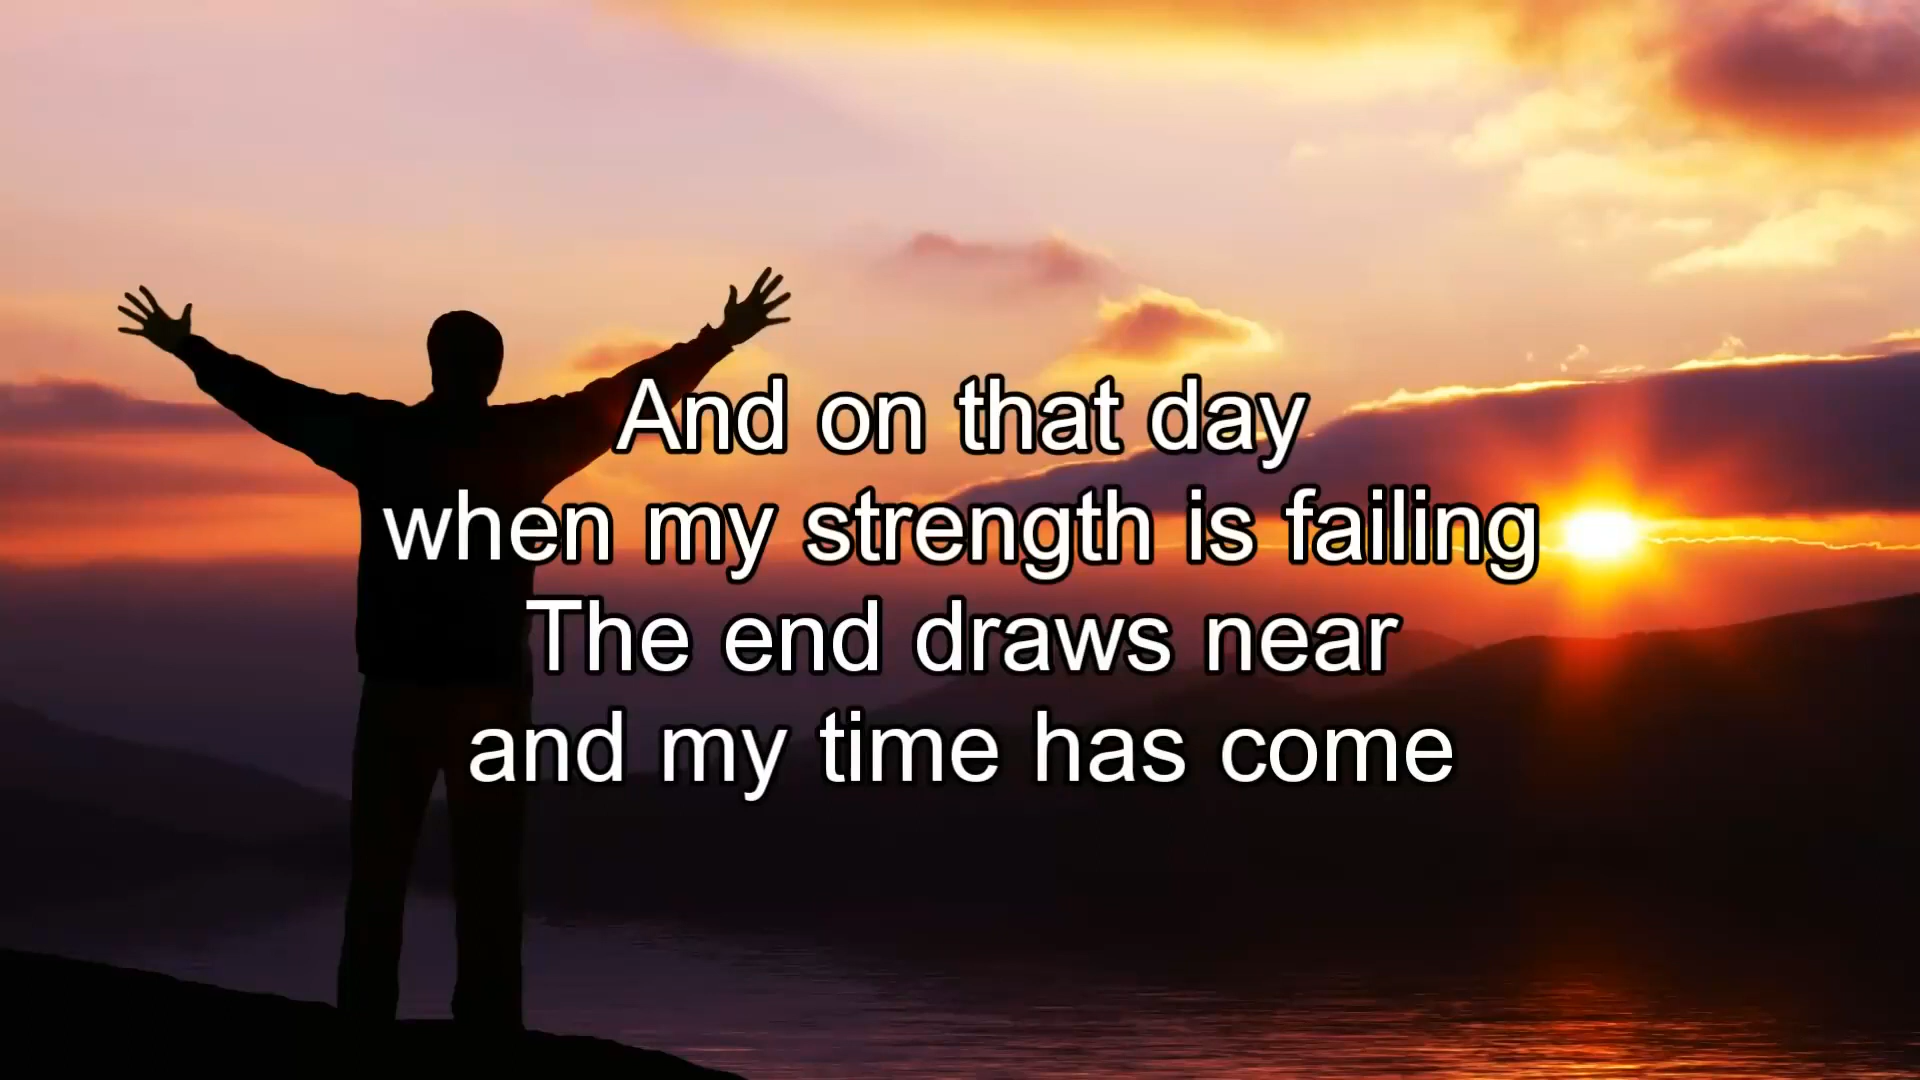 And on that day
when my strength is failing
The end draws near
and my time has come